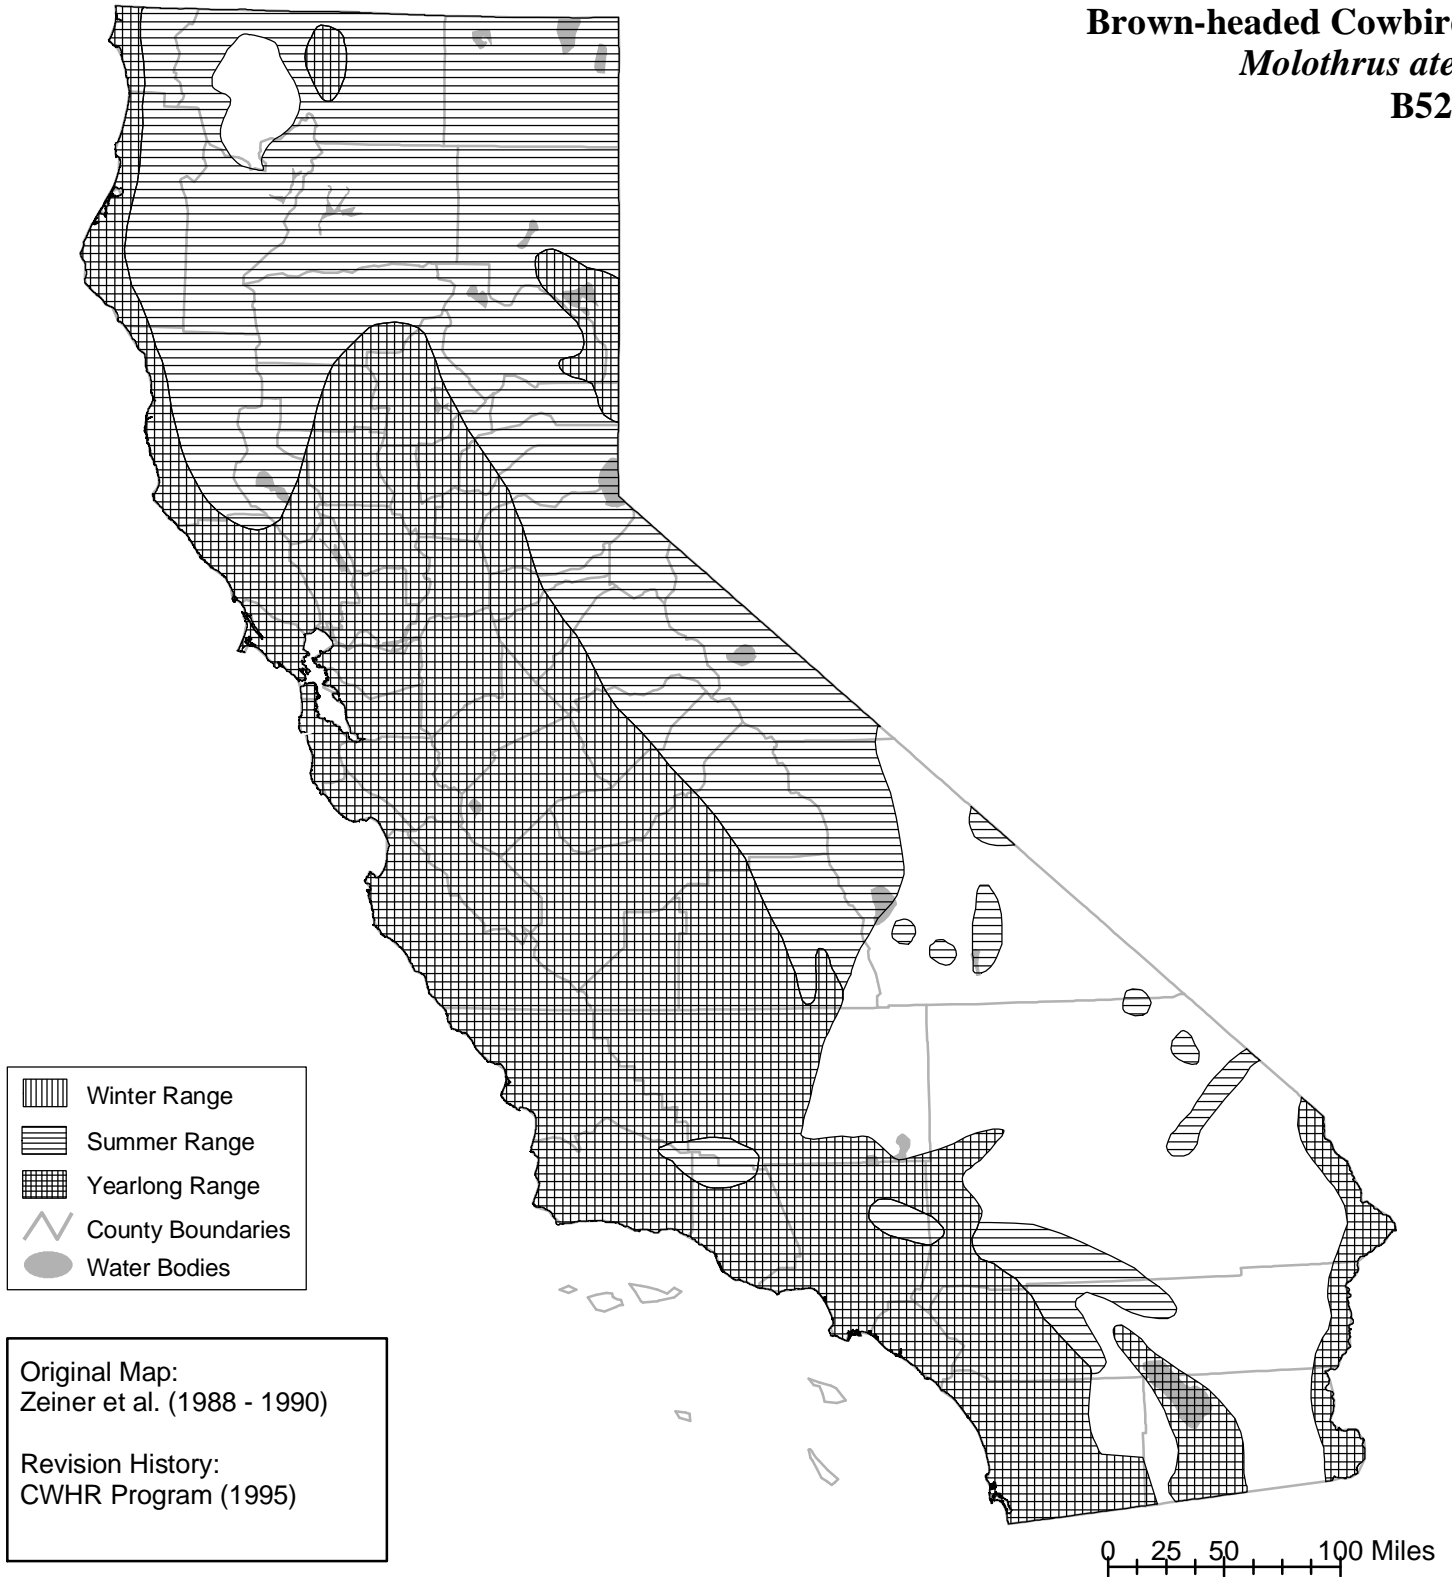 Brown-headed Cowbir
Molothrus ate
B52
Winter Range
Summer Range
Yearlong Range
County Boundaries
Water Bodies
Original Map:
Zeiner et al. (1988 - 1990)
Revision History:
CWHR Program (1995)
0 25 50 100 Miles